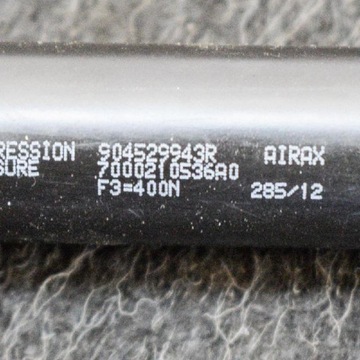 RESSION 904529943R AIRAX
SURE 7000210536A0
F3=400N 285/12